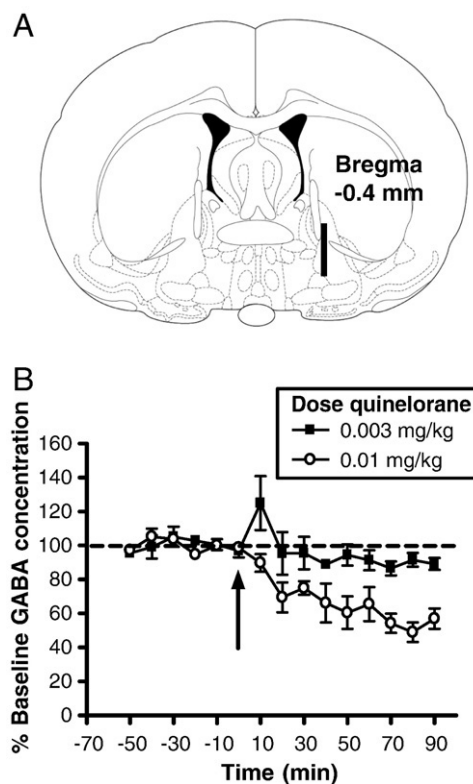 A
Bregma
-0.4 mm
B
Dose quinelorane
0.003 mg/kg
0.01 mg/kg
% Baseline GABA concentration
160
140
120
100
80
60
40
20
0
-70 -50 -30 -10 10 30 50 70 90
Time (min)